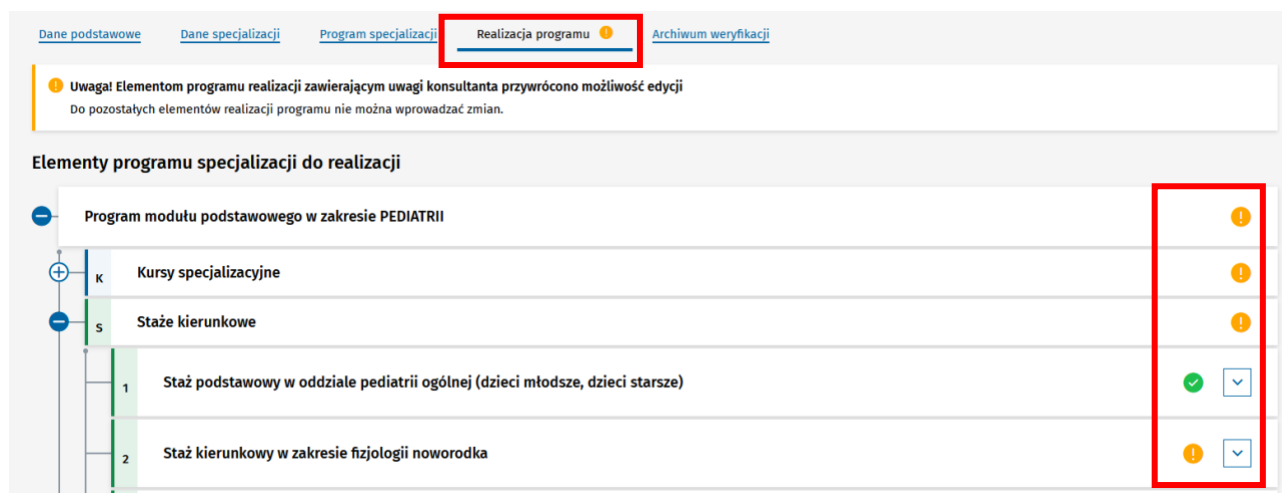 Dane podstawowe Dane specjalizacji Program specjalizacji Realizacja programu Archiwum weryfikacji
Uwaga! Elementom programu realizacji zawierającym uwagi konsultanta przywrócono możliwość edycji
Do pozostałych elementów realizacji programu nie można wprowadzać zmian.
Elementy programu specjalizacji do realizacji
Program modułu podstawowego w zakresie PEDIATRII
K Kursy specjalizacyjne
S Staże kierunkowe
1 Staż podstawowy w oddziale pediatrii ogólnej (dzieci młodsze, dzieci starsze)
2 Staż kierunkowy w zakresie fizjologii noworodka